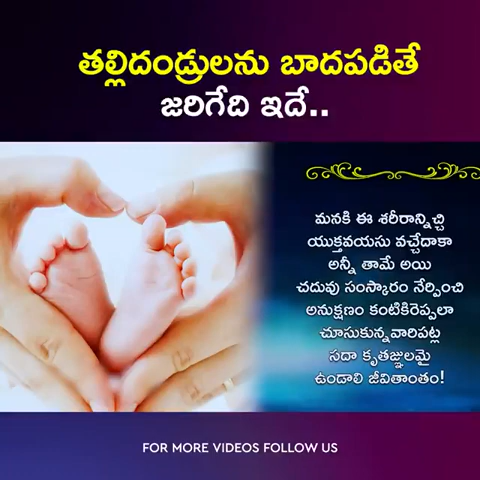 తల్లిదండ్రులను బాదపడితే
జరిగేది ఇదే..
మనకి ఈ శరీరాన్నిచ్చి
యుక్తవయసు వచ్చేదాకా
అన్నీ తామే అయి
చదువు సంస్కారం నేర్పించి
అనుక్షణం కంటికిరెప్పలా
చూసుకున్నవారిపట్ల
సదా కృతజ్ఞులమై
ఉండాలి జీవితాంతం!
FOR MORE VIDEOS FOLLOW US